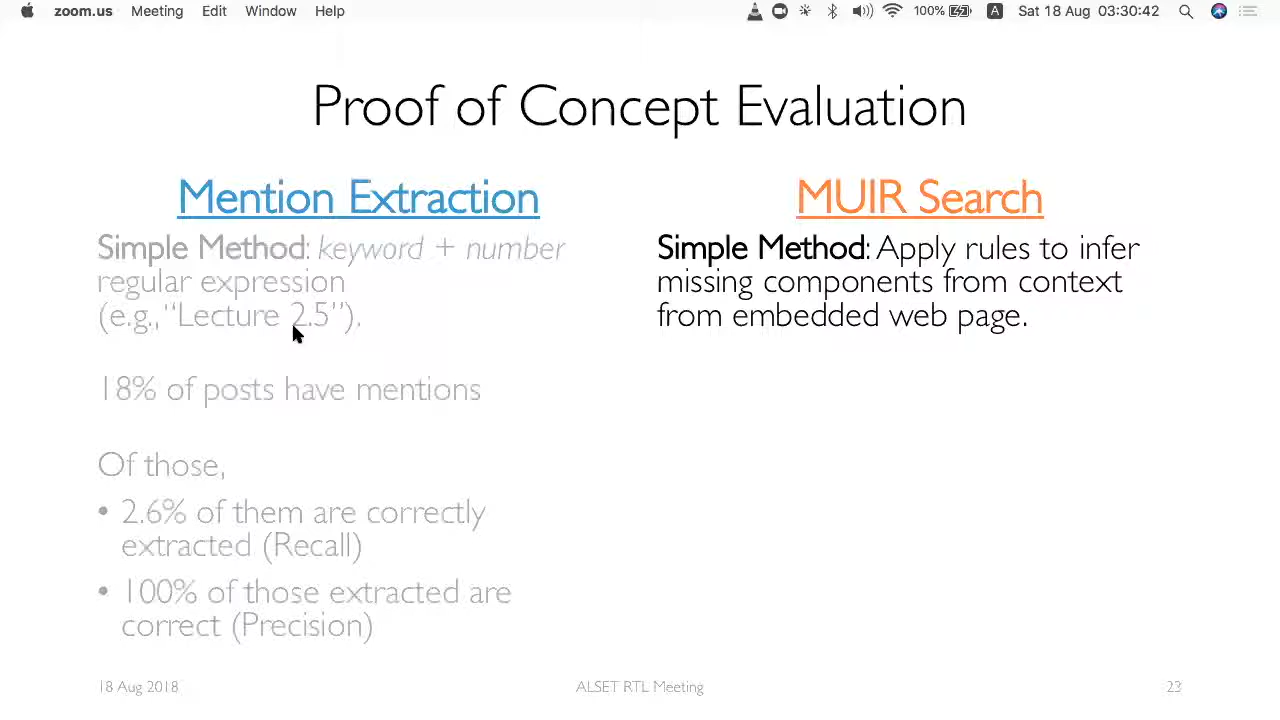 zoom.us Meeting Edit Window Help 100% A Sat 18 Aug 03:30:42
Proof of Concept Evaluation
Mention Extraction
Simple Method: keyword + number
regular expression
(e.g., “Lecture 2.5”).
18% of posts have mentions
Of those,
• 2.6% of them are correctly
extracted (Recall)
• 100% of those extracted are
correct (Precision)
MUIR Search
Simple Method: Apply rules to infer
missing components from context
from embedded web page.
18 Aug 2018 ALSET RTL Meeting 23